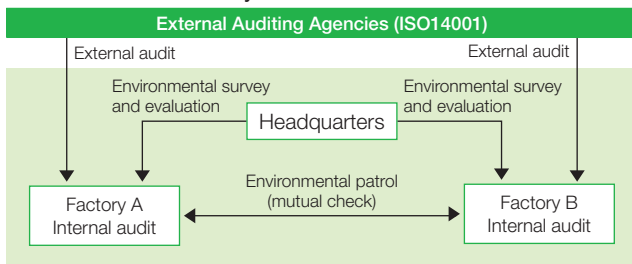 External Auditing Agencies (ISO14001)
External audit
External audit
Environmental survey
and evaluation
Environmental survey
and evaluation
Headquarters
Environmental patrol
(mutual check)
Factory A
Internal audit
Factory B
Internal audit